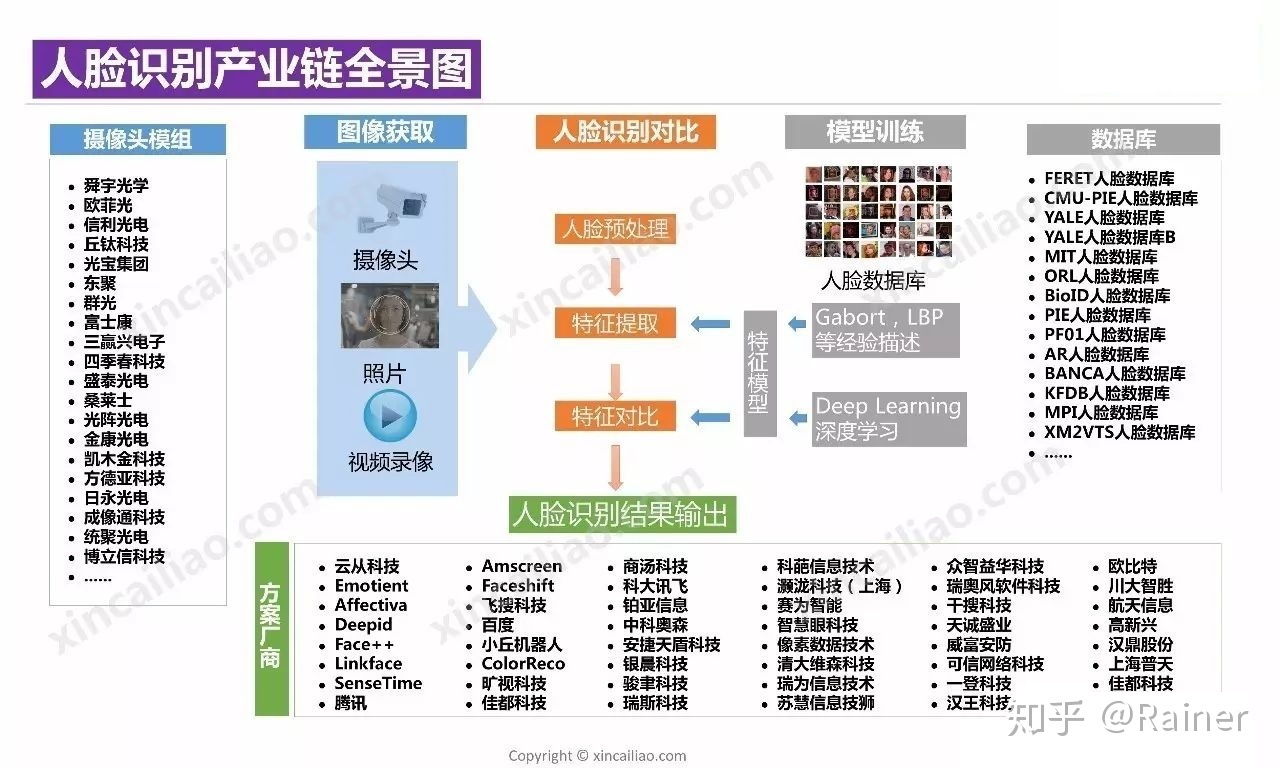 人脸识别产业链全景图
摄像头模组
舜宇光学
欧菲光
信利光电
丘钛科技
光宝集团
东聚
群光
富士康
三赢兴电子
四季春科技
盛泰光电
桑莱士
光阵光电
金康光电
凯木金科技
方德亚科技
日永光电
成像通科技
统聚光电
博立信科技
......
图像获取
摄像头
照片
视频录像
人脸识别对比
人脸预处理
特征提取
特征对比
人脸识别结果输出
模型训练
人脸数据库
特征模型
Gabort，LBP
等经验描述
Deep Learning
深度学习
数据库
FERET人脸数据库
CMU-PIE人脸数据库
YALE人脸数据库
YALE人脸数据库B
MIT人脸数据库
ORL人脸数据库
BioID人脸数据库
PIE人脸数据库
PF01人脸数据库
AR人脸数据库
BANCA人脸数据库
KFDB人脸数据库
MPI人脸数据库
XM2VTS人脸数据库
......
方案厂商
云从科技
Emotient
Affectiva
Deepid
Face++
Linkface
SenseTime
腾讯
Amscreen
Faceshift
飞搜科技
百度
小丘机器人
ColorReco
旷视科技
佳都科技
商汤科技
科大讯飞
铂亚信息
中科奥森
安捷天盾科技
银晨科技
骏聿科技
瑞斯科技
科葩信息技术
濒泷科技（上海）
赛为智能
智慧眼科技
像素数据技术
清大维森科技
瑞为信息技术
苏慧信息技狮
众智益华科技
瑞奥风软件科技
干搜科技
天诚盛业
威富安防
可信网络科技
一登科技
汉王科技
欧比特
川大智胜
航天信息
高新兴
汉鼎股份
上海普天
佳都科技
知乎 @Rainer
Copyright © xincailiao.com
xincailiao.com
xincailiao.com
xincailiao.com
xincailiao.com
xincailiao.com
xincailiao.com